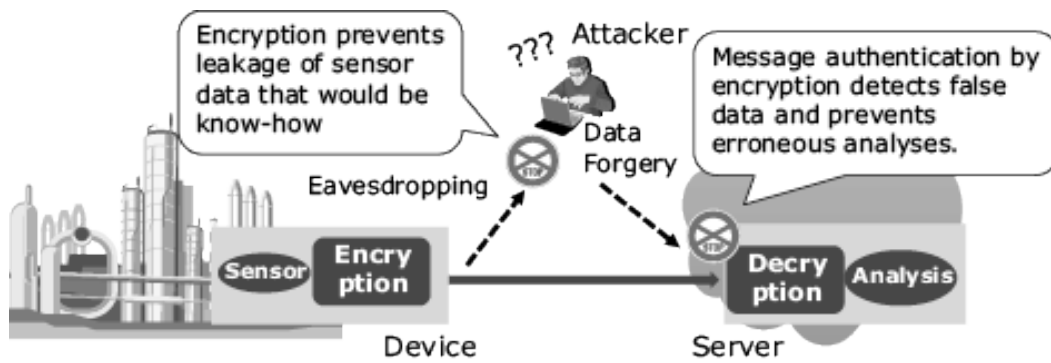 Encryption prevents
leakage of sensor
data that would be
know-how
???
Attacker
Message authentication by
encryption detects false
data and prevents
erroneous analyses.
Data
Forgery
STOP
Eavesdropping
STOP
Sensor
Encry
ption
Decry
ption
Analysis
Device
Server